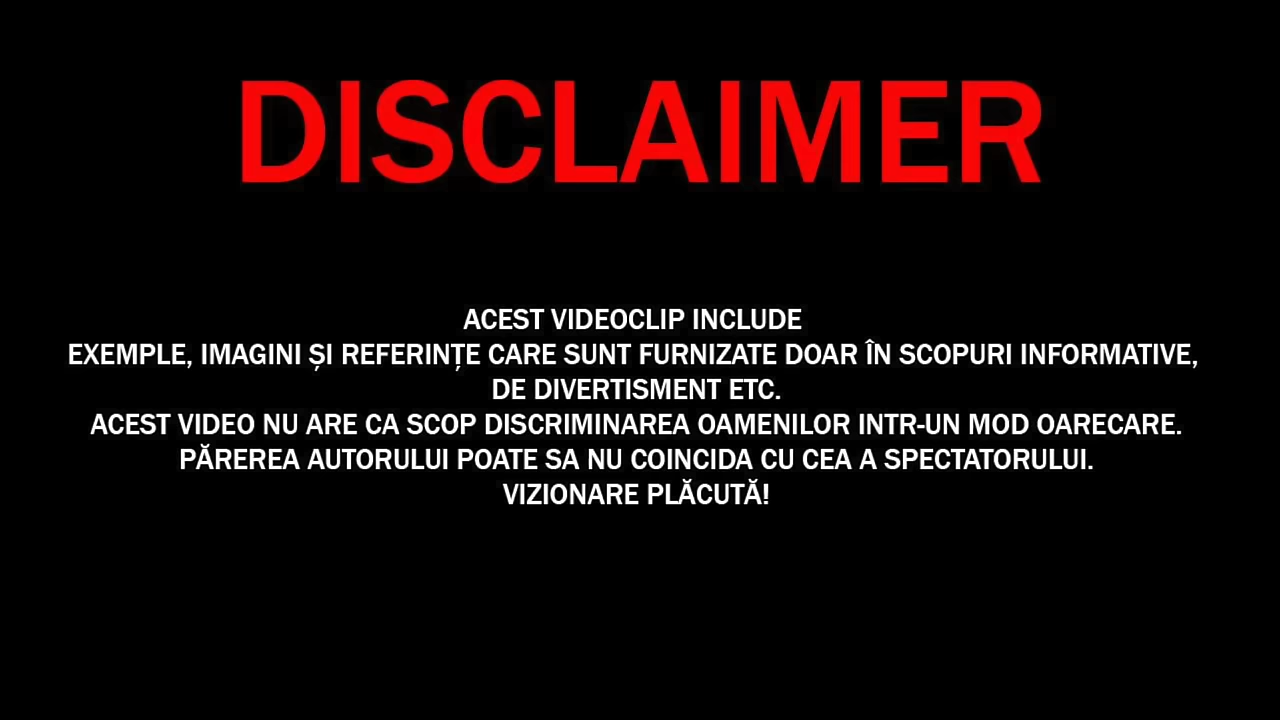 DISCLAIMER
ACEST VIDEOCLIP INCLUDE
EXEMPLE, IMAGINI ȘI REFERINȚE CARE SUNT FURNIZATE DOAR ÎN SCOPURI INFORMATIVE,
DE DIVERTISMENT ETC.
ACEST VIDEO NU ARE CA SCOP DISCRIMINAREA OAMENILOR INTR-UN MOD OARECARE.
PĂREREA AUTORULUI POATE SA NU COINCIDA CU CEA A SPECTATORULUI.
VIZIONARE PLĂCUTĂ!